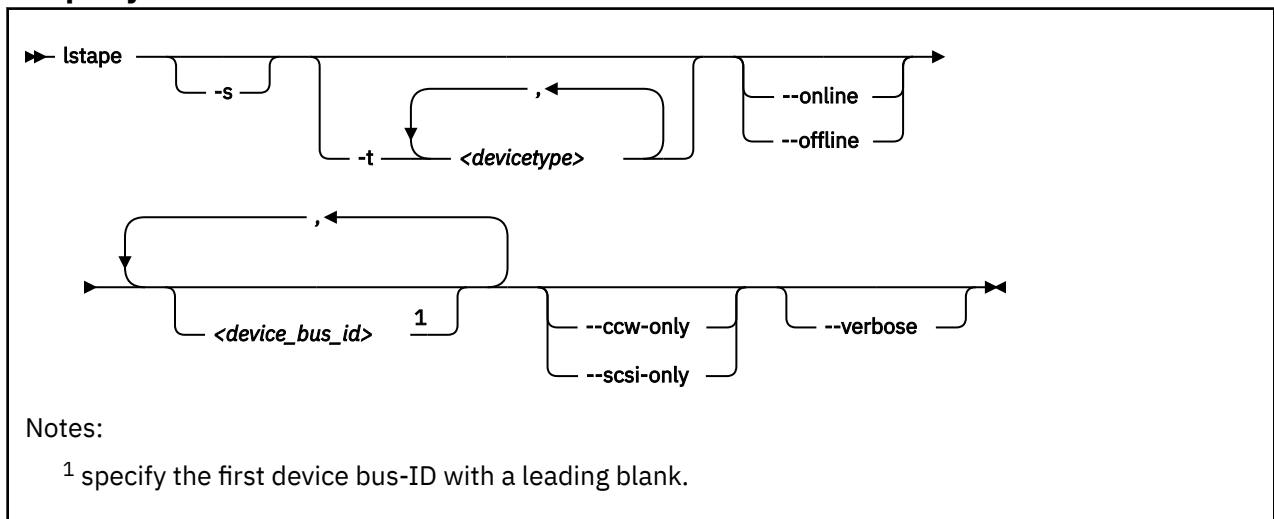 lstape
-s
,
-t <devicetype>
--online
--offline
,
<device_bus_id> 1
--ccw-only
--scsi-only
--verbose
Notes:
1 specify the first device bus-ID with a leading blank.